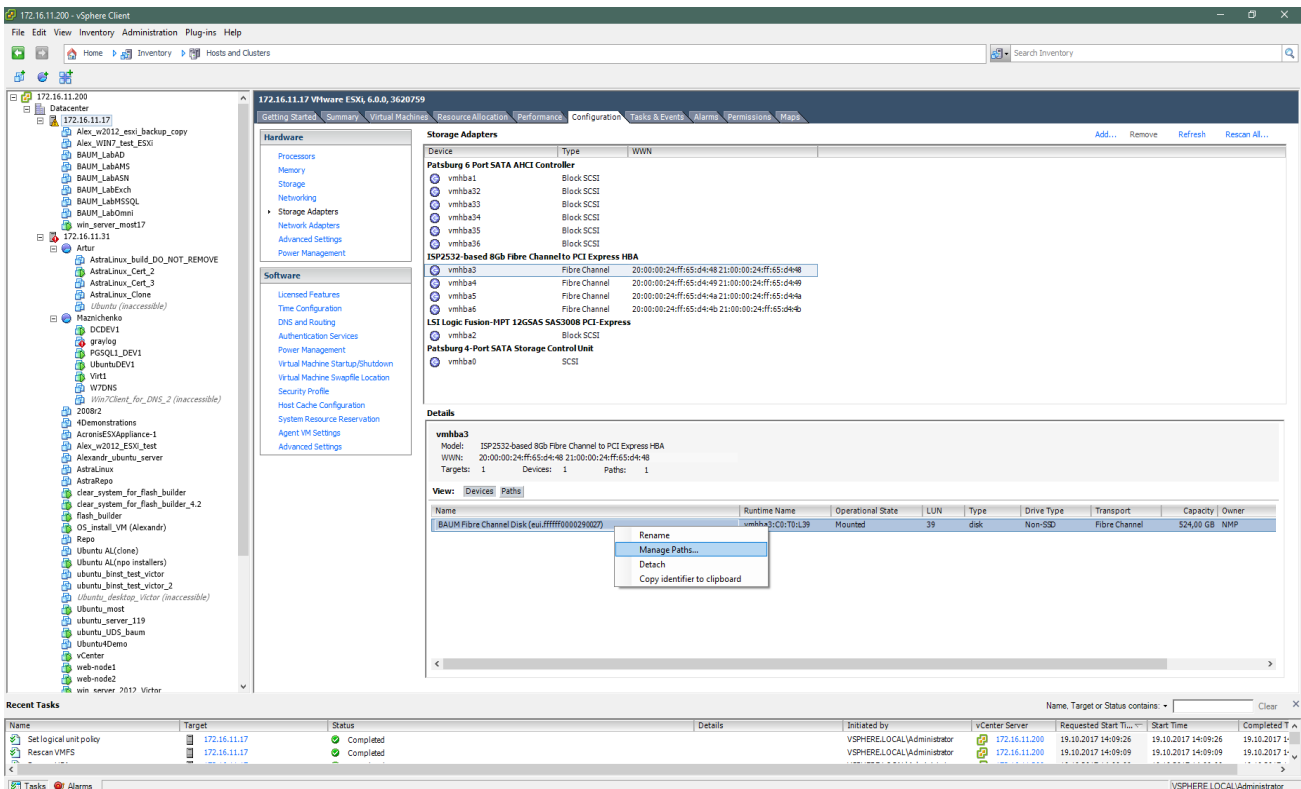 172.16.11.200 - vSphere Client
File Edit View Inventory Administration Plug-ins Help
Home Inventory Hosts and Clusters
Search Inventory
172.16.11.200
Datacenter
172.16.11.17
Alex_w2012_esxi_backup_copy
Alex_WIN7_test_ESXi
BAUM_LabAD
BAUM_LabAMS
BAUM_LabASN
BAUM_LabExch
BAUM_LabMSSQL
BAUM_LabOmni
win_server_most17
172.16.11.31
Artur
AstraLinux_build_DO_NOT_REMOVE
AstraLinux_Cert_2
AstraLinux_Cert_3
AstraLinux_Clone
Ubuntu (inaccessible)
Maznichenko
DCDEV1
graylog
PGSQL1_DEV1
UbuntuDEV1
Virt1
W7DNS
Win7Client_for_DNS_2 (inaccessible)
2008r2
4Demonstrations
AcronisESXAppliance-1
Alex_w2012_ESXi_test
Alexandr_ubuntu_server
AstraLinux
AstraRepo
clear_system_for_flash_builder
clear_system_for_flash_builder_4.2
flash_builder
OS_install_VM (Alexandr)
Repo
Ubuntu AL(clone)
Ubuntu AL(npo installers)
ubuntu_binst_test_victor
ubuntu_binst_test_victor_2
Ubuntu_desktop_Victor (inaccessible)
Ubuntu_most
ubuntu_server_119
ubuntu_UDS_baum
Ubuntu4Demo
vCenter
web-node1
web-node2
win_server_2012_Victor
172.16.11.17 VMware ESXi, 6.0.0, 3620759
Getting Started Summary Virtual Machines Resource Allocation Performance Configuration Tasks & Events Alarms Permissions Maps
Hardware
Processors
Memory
Storage
Networking
Storage Adapters
Network Adapters
Advanced Settings
Power Management
Software
Licensed Features
Time Configuration
DNS and Routing
Authentication Services
Power Management
Virtual Machine Startup/Shutdown
Virtual Machine Swapfile Location
Security Profile
Host Cache Configuration
System Resource Reservation
Agent VM Settings
Advanced Settings
Storage Adapters Add... Remove Refresh Rescan All...
Device Type WWN
Patsburg 6 Port SATA AHCI Controller
vmhba1 Block SCSI
vmhba32 Block SCSI
vmhba33 Block SCSI
vmhba34 Block SCSI
vmhba35 Block SCSI
vmhba36 Block SCSI
ISP2532-based 8Gb Fibre Channel to PCI Express HBA
vmhba3 Fibre Channel 20:00:00:24:ff:65:d4:48 21:00:00:24:ff:65:d4:48
vmhba4 Fibre Channel 20:00:00:24:ff:65:d4:49 21:00:00:24:ff:65:d4:49
vmhba5 Fibre Channel 20:00:00:24:ff:65:d4:4a 21:00:00:24:ff:65:d4:4a
vmhba6 Fibre Channel 20:00:00:24:ff:65:d4:4b 21:00:00:24:ff:65:d4:4b
LSI Logic Fusion-MPT 12GSAS SAS3008 PCI-Express
vmhba2 Block SCSI
Patsburg 4-Port SATA Storage Control Unit
vmhba0 SCSI
Details
vmhba3
Model: ISP2532-based 8Gb Fibre Channel to PCI Express HBA
WWN: 20:00:00:24:ff:65:d4:48 21:00:00:24:ff:65:d4:48
Targets: 1 Devices: 1 Paths: 1
View: Devices Paths
Name Runtime Name Operational State LUN Type Drive Type Transport Capacity Owner
BAUM Fibre Channel Disk (eui.ffffff0000290027) vmhba3:C0:T0:L39 Mounted 39 disk Non-SSD Fibre Channel 524,00 GB NMP
Rename
Manage Paths...
Detach
Copy identifier to clipboard
Recent Tasks Name, Target or Status contains: Clear
Name Target Status Details Initiated by vCenter Server Requested Start Ti... Start Time Completed T
Set logical unit policy 172.16.11.17 Completed VSPHERE.LOCAL\Administrator 172.16.11.200 19.10.2017 14:09:26 19.10.2017 14:09:26 19.10.2017 1
Rescan VMFS 172.16.11.17 Completed VSPHERE.LOCAL\Administrator 172.16.11.200 19.10.2017 14:09:09 19.10.2017 14:09:09 19.10.2017 1
Tasks Alarms VSPHERE.LOCAL\Administrator